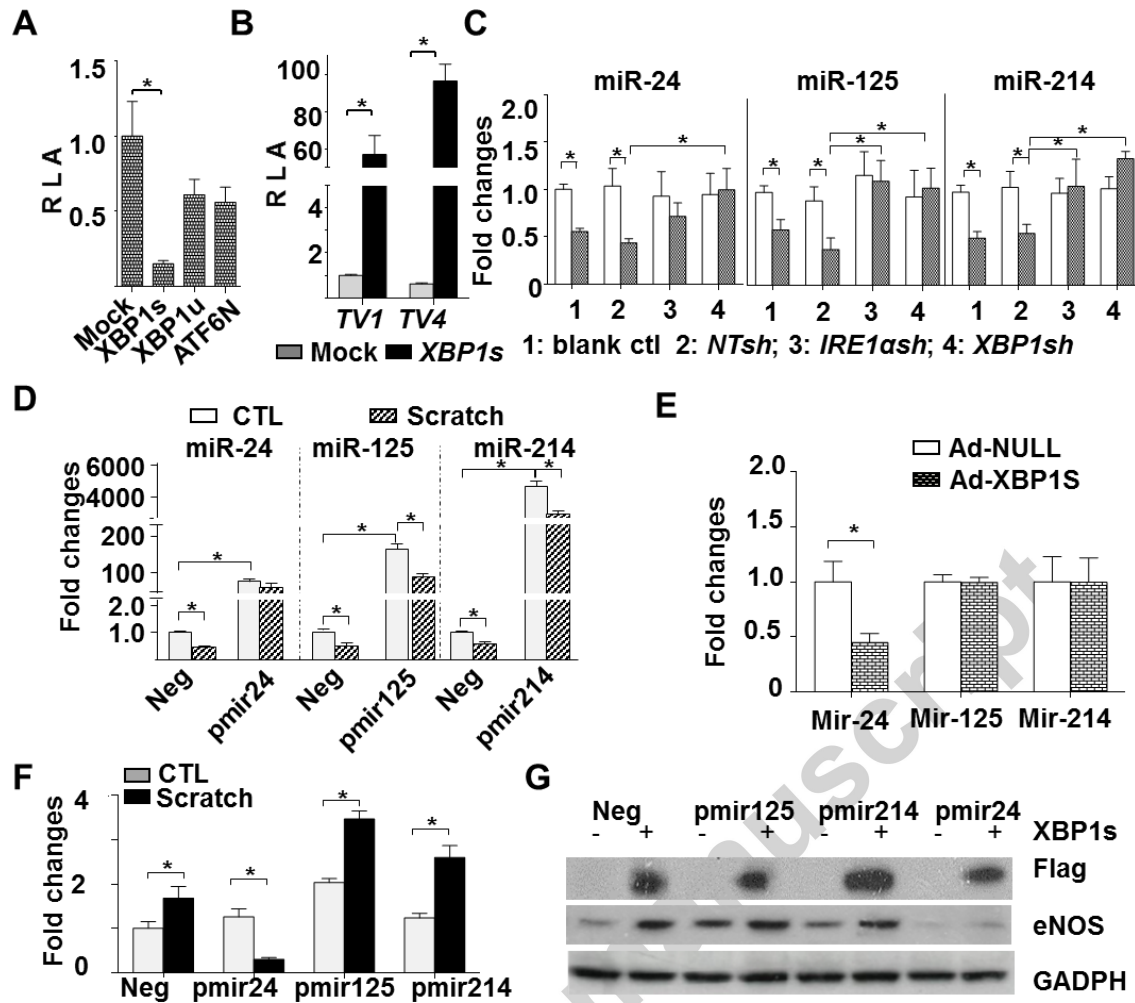 A
R L A
1.5
1.0
0.5
*
Mock
XBP1s
XBP1u
ATF6N
B
R L A
100
80
60
4
2
0
*
*
TV1
TV4
Mock
XBP1s
C
miR-24
miR-125
miR-214
Fold changes
2.0
1.5
1.0
0.5
0
* * * * * * * * * * *
1 2 3 4 1 2 3 4 1 2 3 4
1: blank ctl 2: NTsh; 3: IRE1αsh; 4: XBP1sh
D
CTL
Scratch
miR-24
miR-125
miR-214
Fold changes
6000
4000
200
100
2.0
1.0
* * * * * * * *
Neg
pmir24
Neg
pmir125
Neg
pmir214
E
Ad-NULL
Ad-XBP1S
Fold changes
2.0
1.5
1.0
0.5
0
*
Mir-24
Mir-125
Mir-214
F
CTL
Scratch
Fold changes
4
2
0
* * * *
Neg
pmir24
pmir125
pmir214
G
Neg pmir125 pmir214 pmir24
- + - + - + - + XBP1s
Flag
eNOS
GADPH
anuscript